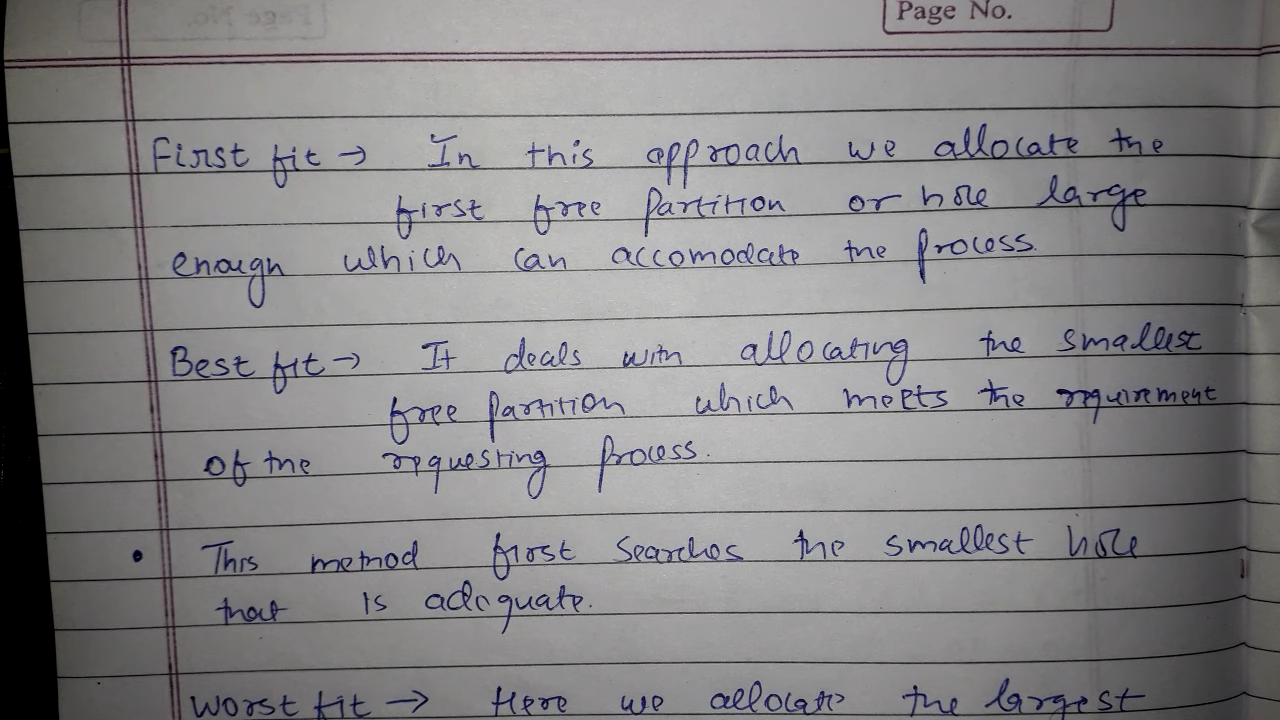 Page No.
First fit → In this approach we allocate the
first free Partition or hole large
enough which can accomodate the process.
Best fit → It deals with allocating the smallest
free partition which meets the requirement
of the requesting process.
• This method first searches the smallest hole
that is adequate.
Worst fit → Here we allocate the largest